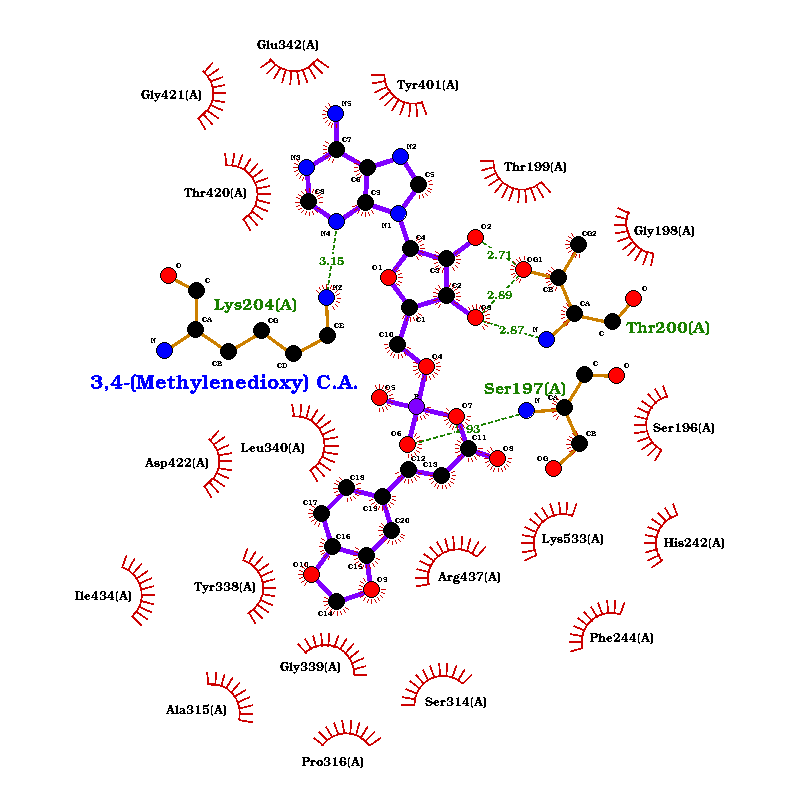 Glu342(A)
Gly421(A)
Tyr401(A)
N5
C7
N3
N2
C6
Thr199(A)
Thr420(A)
C8
C5
C9
N4
N1
O2
CG2
Gly198(A)
C4
2.71
OG1
C3
3.15
O
C
O1
CB
NZ
C2
2.89
O
Lys204(A)
CA
CG
C1
2.87
N
CA
C
Thr200(A)
N
CB
CD
CE
C10
O4
C
O
3,4-(Methylenedioxy) C.A.
Ser197(A)
O5
O7
N
CA
O6
C11
CB
Ser196(A)
Leu340(A)
C12
C13
O8
OG
Asp422(A)
C18
C19
C17
C20
C16
Lys533(A)
His242(A)
C15
O10
O9
Arg437(A)
Ile434(A)
Tyr338(A)
C14
Phe244(A)
Gly339(A)
Ala315(A)
Ser314(A)
Pro316(A)